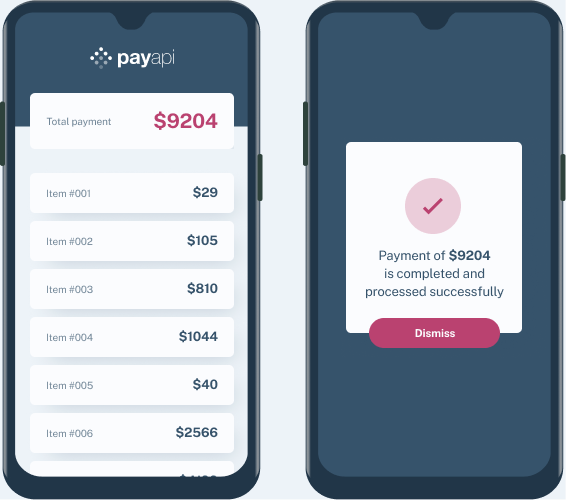 payapi
Total payment $9204
Item #001 $29
Item #002 $105
Item #003 $810
Item #004 $1044
Item #005 $40
Item #006 $2566
Payment of $9204
is completed and
processed successfully
Dismiss